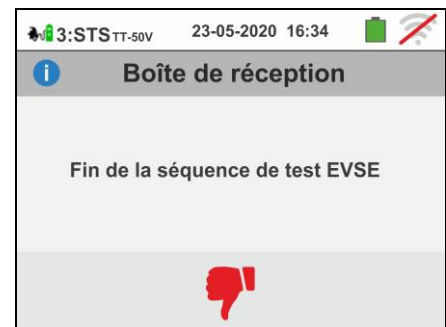 3:STS TT-50V 23-05-2020 16:34
i Boîte de réception
Fin de la séquence de test EVSE